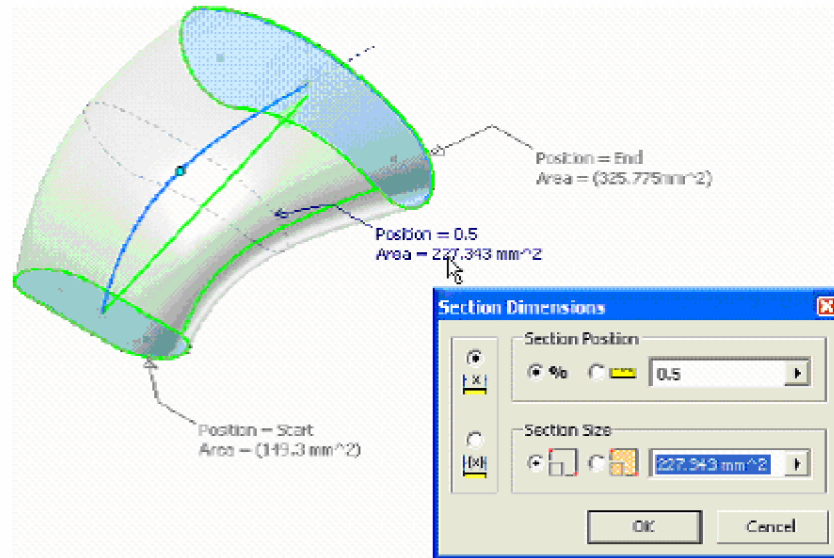 Position = End
Area = (325.775mm^2)
Position = 0.5
Area = 227.343 mm^2
Section Dimensions
Section Position
%
0.5
Position = Start
Area = (149.3 mm^2)
Section Size
227.343 mm^2
OK
Cancel